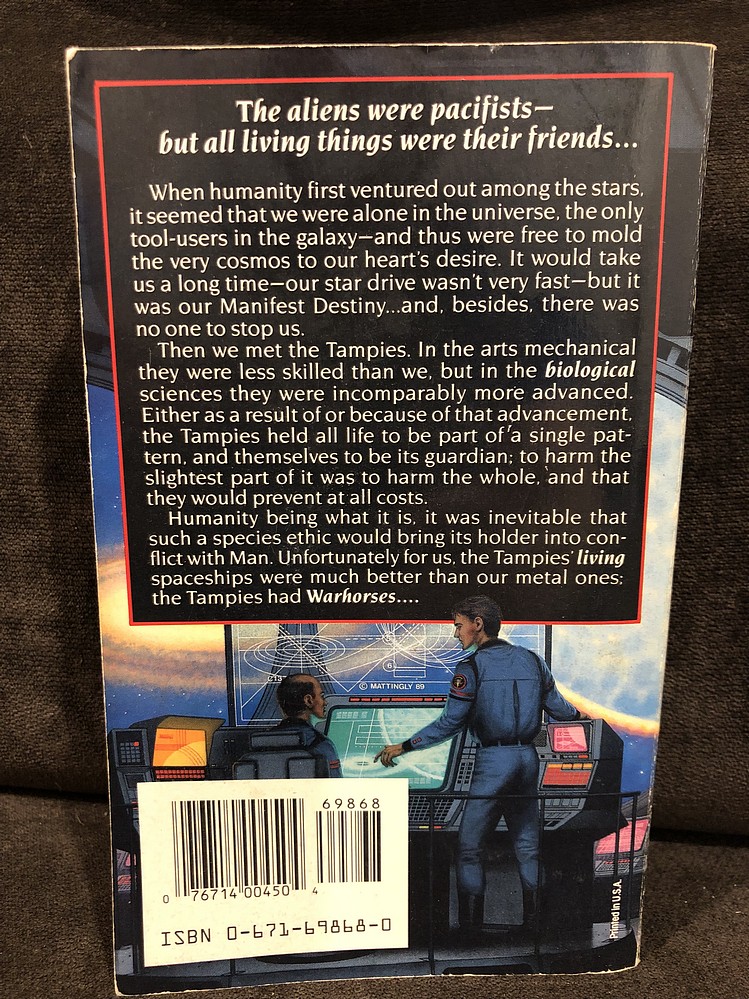 The aliens were pacifists—
but all living things were their friends...
When humanity first ventured out among the stars,
it seemed that we were alone in the universe, the only
tool-users in the galaxy—and thus were free to mold
the very cosmos to our heart's desire. It would take
us a long time—our star drive wasn't very fast—but it
was our Manifest Destiny...and, besides, there was
no one to stop us.
Then we met the Tampies. In the arts mechanical
they were less skilled than we, but in the biological
sciences they were incomparably more advanced.
Either as a result of or because of that advancement,
the Tampies held all life to be part of a single pat-
tern, and themselves to be its guardian; to harm the
slightest part of it was to harm the whole, and that
they would prevent at all costs.
Humanity being what it is, it was inevitable that
such a species ethic would bring its holder into con-
flict with Man. Unfortunately for us, the Tampies' living
spaceships were much better than our metal ones:
the Tampies had Warhorses....
6
C13
© MATTINGLY 89
69868
0 76714 00450 4
ISBN 0-671-69868-0
Printed in U.S.A.